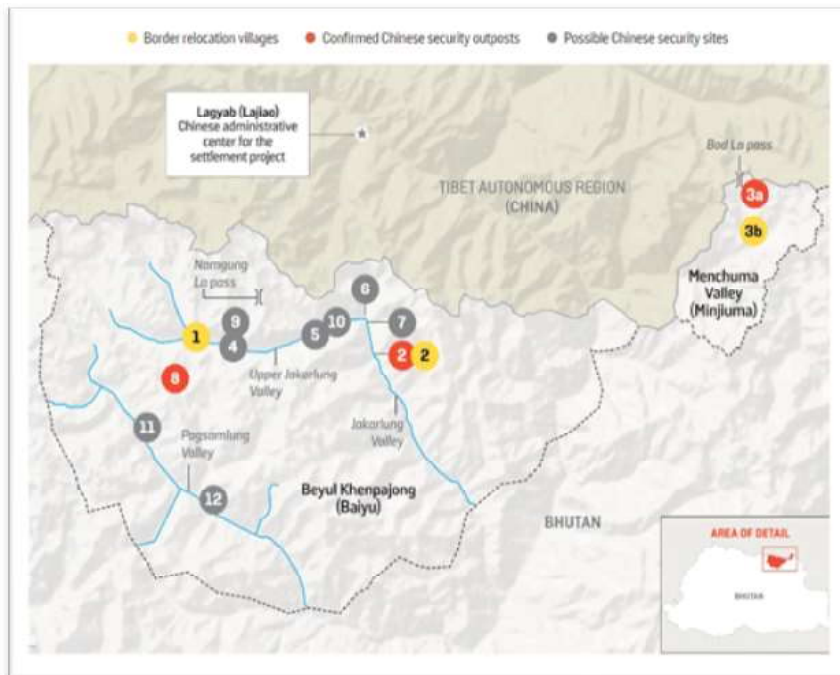 Border relocation villages
Confirmed Chinese security outposts
Possible Chinese security sites
Lagyab (Lajiao)
Chinese administrative
center for the
settlement project
Bod La pass
TIBET AUTONOMOUS REGION
(CHINA)
3a
3b
Menchuma
Valley
(Minjiuma)
Namgung
La pass
6
9
10
7
1
4
5
2
2
8
Upper Jakarlung
Valley
11
Pagsamlung
Valley
Jakarlung
Valley
12
Beyul Khenpajong
(Baiyu)
BHUTAN
AREA OF DETAIL
BHUTAN